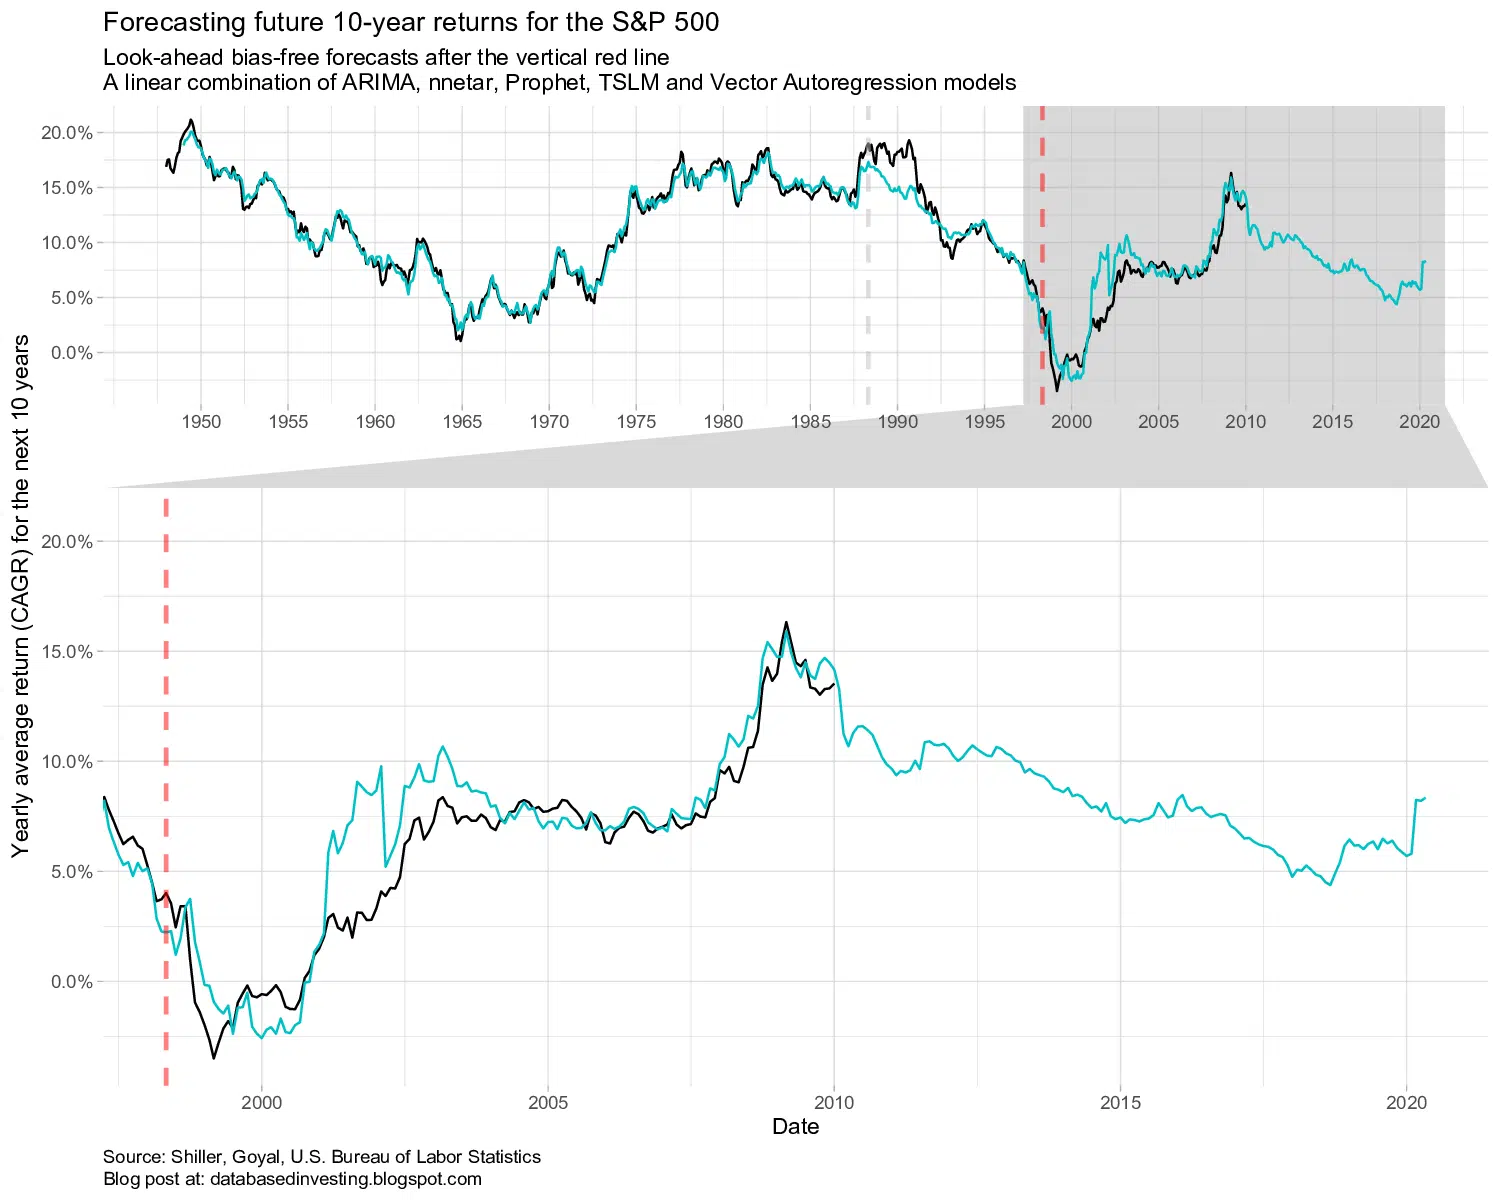 Forecasting future 10-year returns for the S&P 500
Look-ahead bias-free forecasts after the vertical red line
A linear combination of ARIMA, nnetar, Prophet, TSLM and Vector Autoregression models
Yearly average return (CAGR) for the next 10 years
20.0%
15.0%
10.0%
5.0%
0.0%
1950 1955 1960 1965 1970 1975 1980 1985 1990 1995 2000 2005 2010 2015 2020
20.0%
15.0%
10.0%
5.0%
0.0%
2000 2005 2010 2015 2020
Date
Source: Shiller, Goyal, U.S. Bureau of Labor Statistics
Blog post at: databasedinvesting.blogspot.com